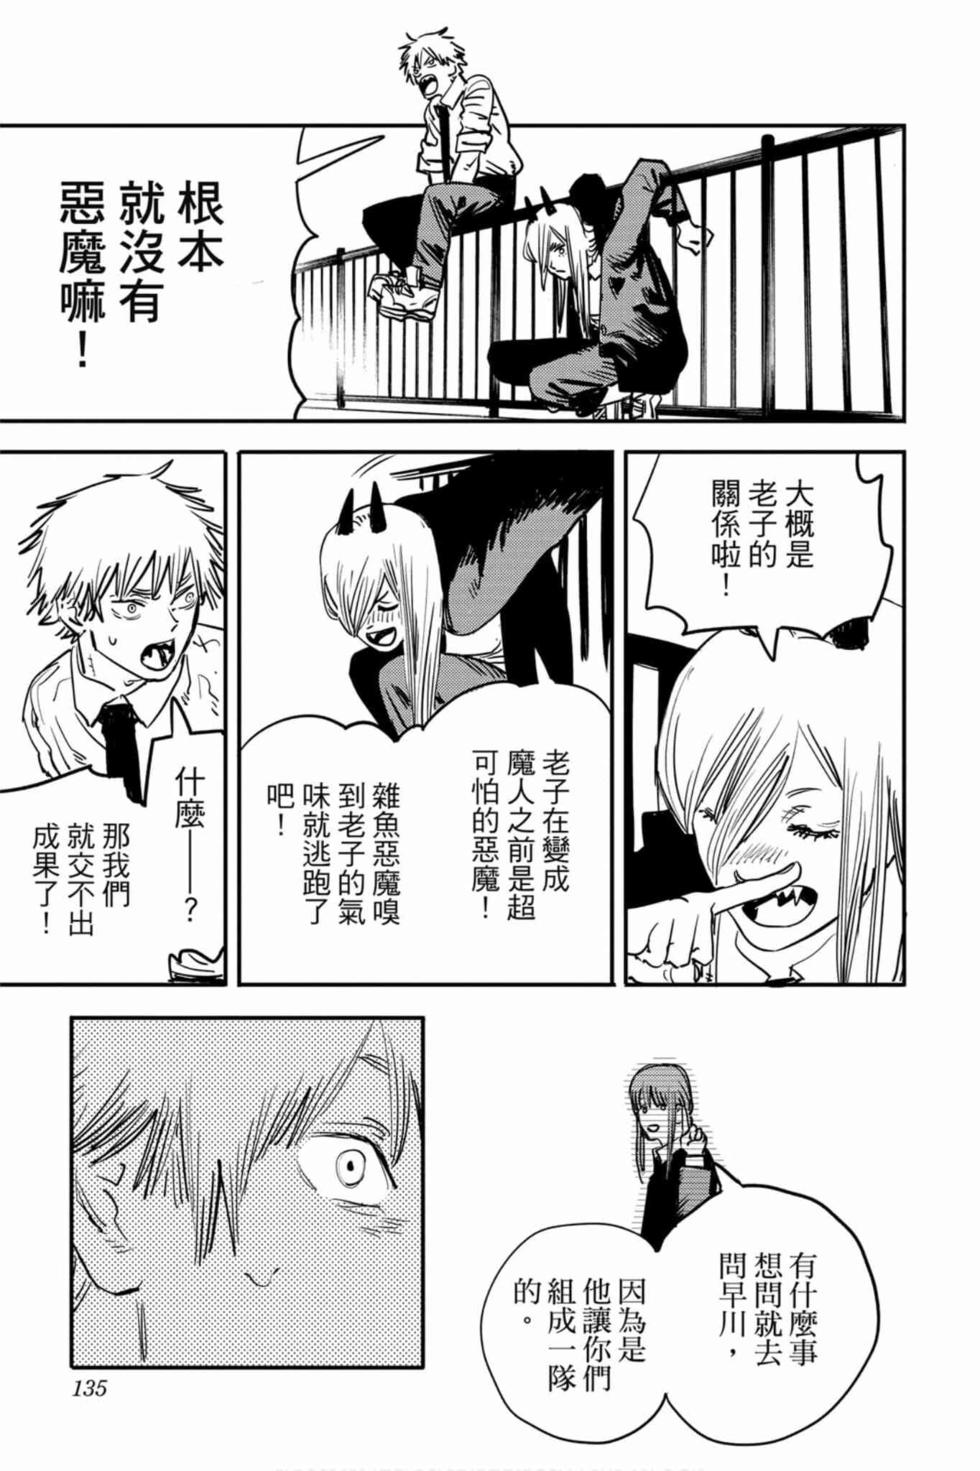 根本
就沒有
惡魔嘛！
大概是
老子的
關係啦！
老子在變成
魔人之前是超
可怕的惡魔！
雜魚惡魔嗅
到老子的氣
味就逃跑了
吧！
什麼——？
那我們
就交不出
成果了！
有什麼事
想問就去
問早川，
因為是
他讓你們
組成一隊
的。
135